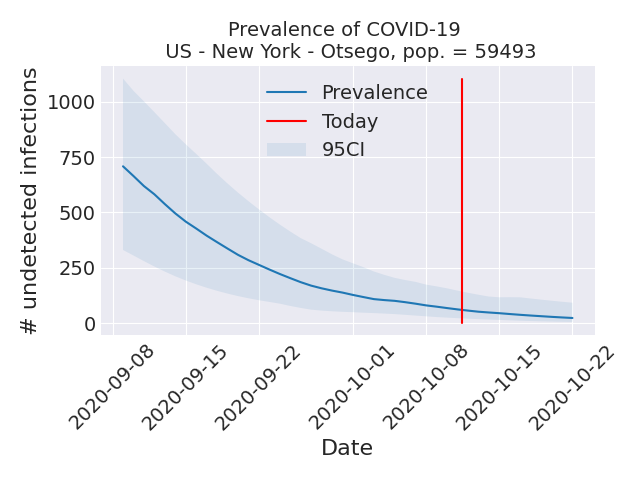 Prevalence of COVID-19
US - New York - Otsego, pop. = 59493
# undetected infections
1000
750
500
250
0
Prevalence
Today
95CI
2020-09-08
2020-09-15
2020-09-22
2020-10-01
2020-10-08
2020-10-15
2020-10-22
Date